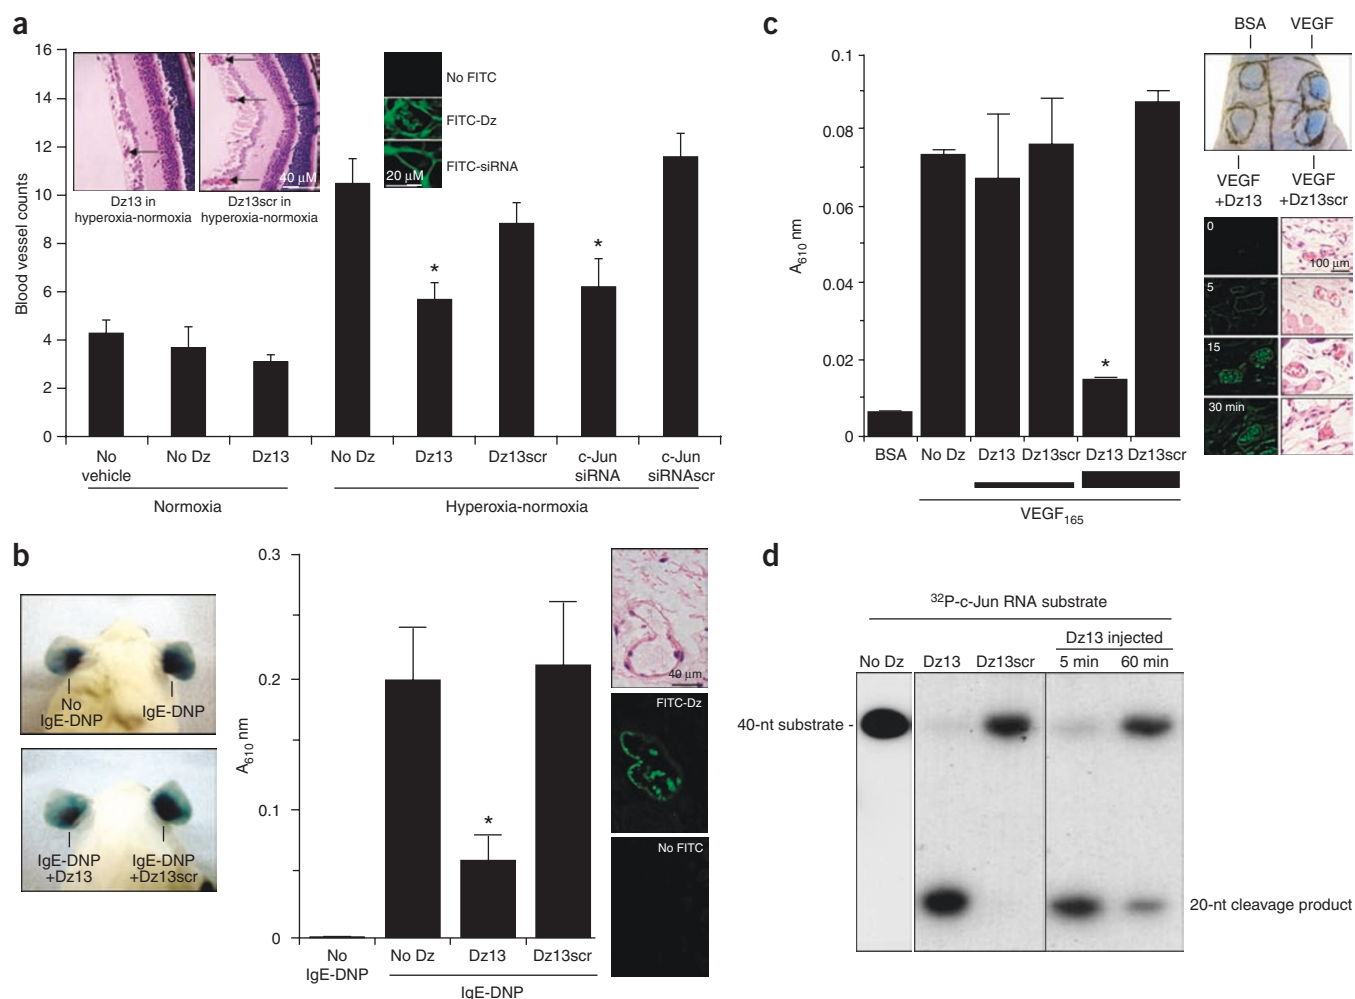 a
16
14
12
10
8
6
4
2
0
Blood vessel counts
Dz13 in
hyperoxia-normoxia
40 μM
Dz13scr in
hyperoxia-normoxia
No FITC
FITC-Dz
FITC-siRNA
20 μM
*
*
No
vehicle
No Dz
Dz13
No Dz
Dz13
Dz13scr
c-Jun
siRNA
c-Jun
siRNAscr
Normoxia
Hyperoxia-normoxia
c
0.1
0.08
0.06
0.04
0.02
0
A610 nm
*
BSA
No Dz
Dz13
Dz13scr
Dz13
Dz13scr
VEGF165
BSA
VEGF
VEGF
+Dz13
VEGF
+Dz13scr
0
100 μm
5
15
30 min
b
No
IgE-DNP
IgE-DNP
IgE-DNP
+Dz13
IgE-DNP
+Dz13scr
0.3
0.2
0.1
0
A610 nm
*
No
IgE-DNP
No Dz
Dz13
Dz13scr
IgE-DNP
40 μm
FITC-Dz
No FITC
d
32P-c-Jun RNA substrate
Dz13 injected
No Dz
Dz13
Dz13scr
5 min
60 min
40-nt substrate -
20-nt cleavage product